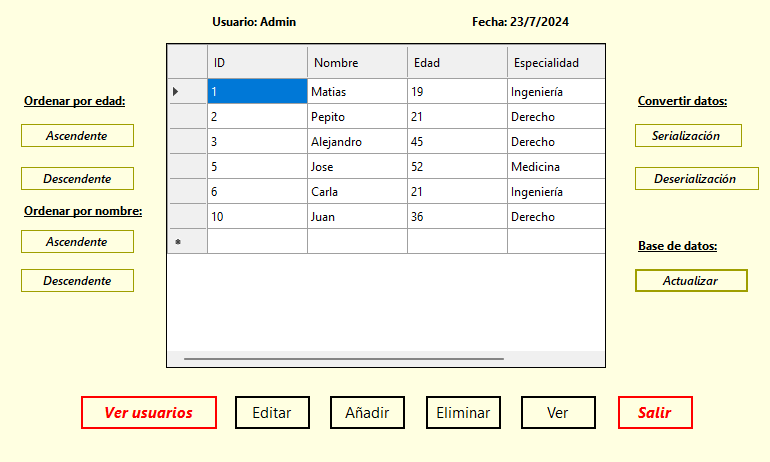 Usuario: Admin Fecha: 23/7/2024
ID Nombre Edad Especialidad
1 Matias 19 Ingeniería
2 Pepito 21 Derecho
3 Alejandro 45 Derecho
5 Jose 52 Medicina
6 Carla 21 Ingeniería
10 Juan 36 Derecho
*
Ordenar por edad:
Ascendente
Descendente
Ordenar por nombre:
Ascendente
Descendente
Convertir datos:
Serialización
Deserialización
Base de datos:
Actualizar
Ver usuarios Editar Añadir Eliminar Ver Salir